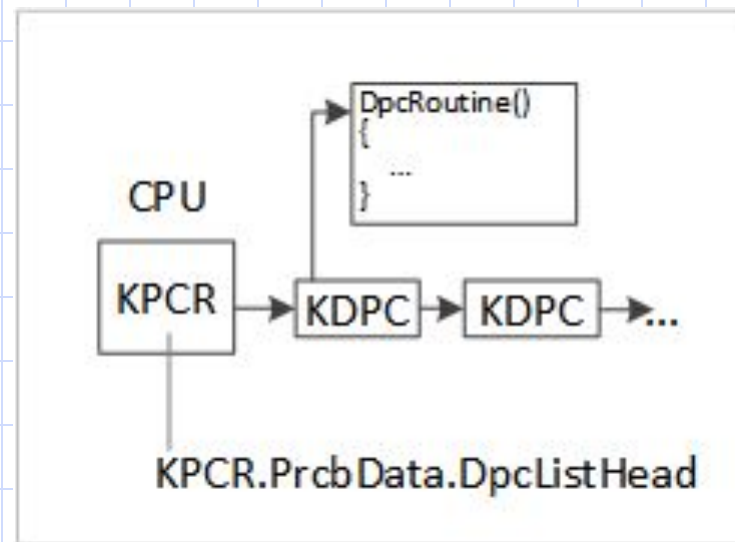 DpcRoutine()
{
...
}
CPU
KPCR
KDPC
KDPC
...
KPCR.PrcbData.DpcListHead